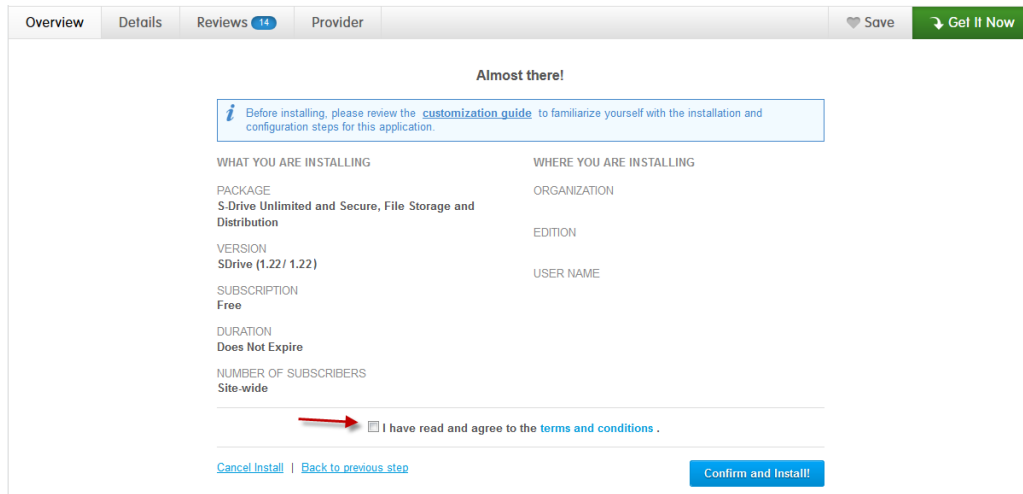 Overview
Details
Reviews 14
Provider
Save
Get It Now
Almost there!
i Before installing, please review the customization guide to familiarize yourself with the installation and
configuration steps for this application.
WHAT YOU ARE INSTALLING
PACKAGE
S-Drive Unlimited and Secure, File Storage and
Distribution
VERSION
SDrive (1.22/ 1.22)
SUBSCRIPTION
Free
DURATION
Does Not Expire
NUMBER OF SUBSCRIBERS
Site-wide
WHERE YOU ARE INSTALLING
ORGANIZATION
EDITION
USER NAME
I have read and agree to the terms and conditions .
Cancel Install | Back to previous step
Confirm and Install!